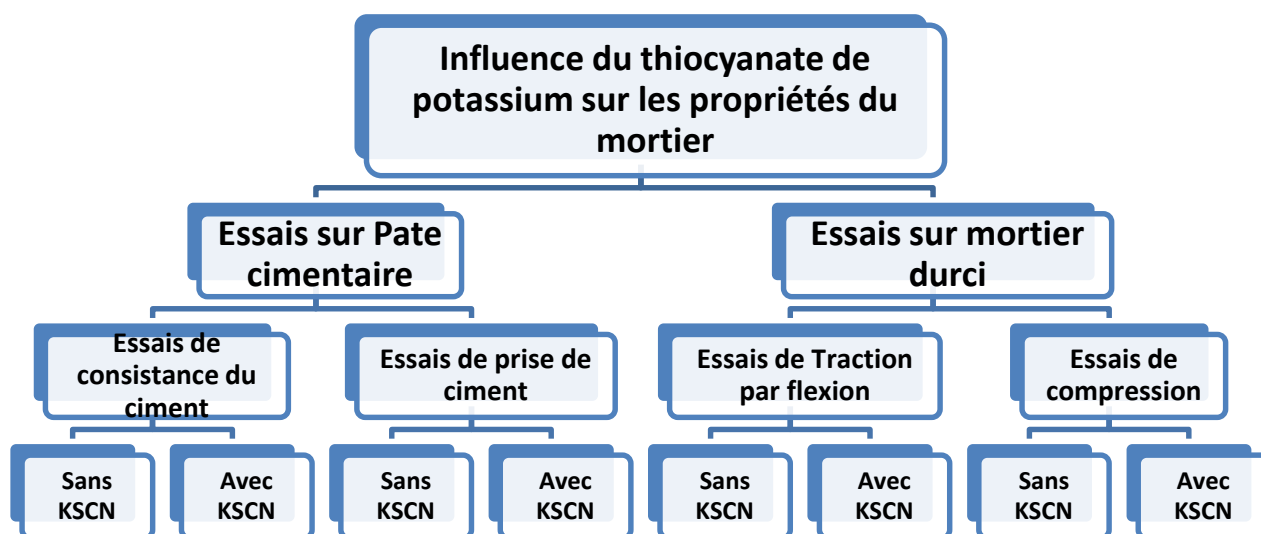 Influence du thiocyanate de
potassium sur les propriétés du
mortier
Essais sur Pate
cimentaire
Essais sur mortier
durci
Essais de
consistance du
ciment
Essais de prise de
ciment
Essais de Traction
par flexion
Essais de
compression
Sans
KSCN
Avec
KSCN
Sans
KSCN
Avec
KSCN
Sans
KSCN
Avec
KSCN
Sans
KSCN
Avec
KSCN